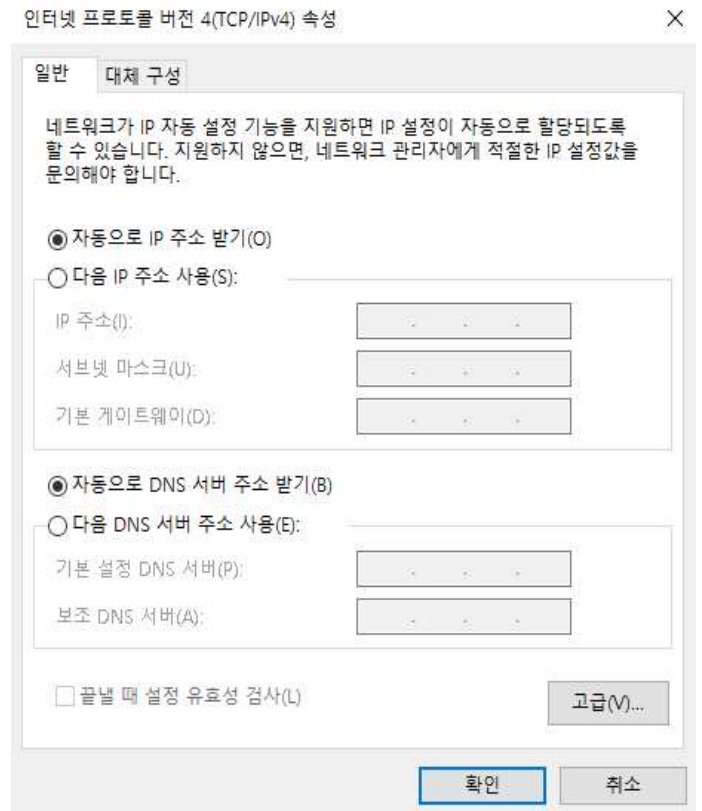 인터넷 프로토콜 버전 4(TCP/IPv4) 속성
일반
대체 구성
네트워크가 IP 자동 설정 기능을 지원하면 IP 설정이 자동으로 할당되도록
할 수 있습니다. 지원하지 않으면, 네트워크 관리자에게 적절한 IP 설정값을
문의해야 합니다.
자동으로 IP 주소 받기(O)
다음 IP 주소 사용(S):
IP 주소(I):
서브넷 마스크(U):
기본 게이트웨이(D):
자동으로 DNS 서버 주소 받기(B)
다음 DNS 서버 주소 사용(E):
기본 설정 DNS 서버(P):
보조 DNS 서버(A):
끝낼 때 설정 유효성 검사(L)
고급(V)...
확인
취소